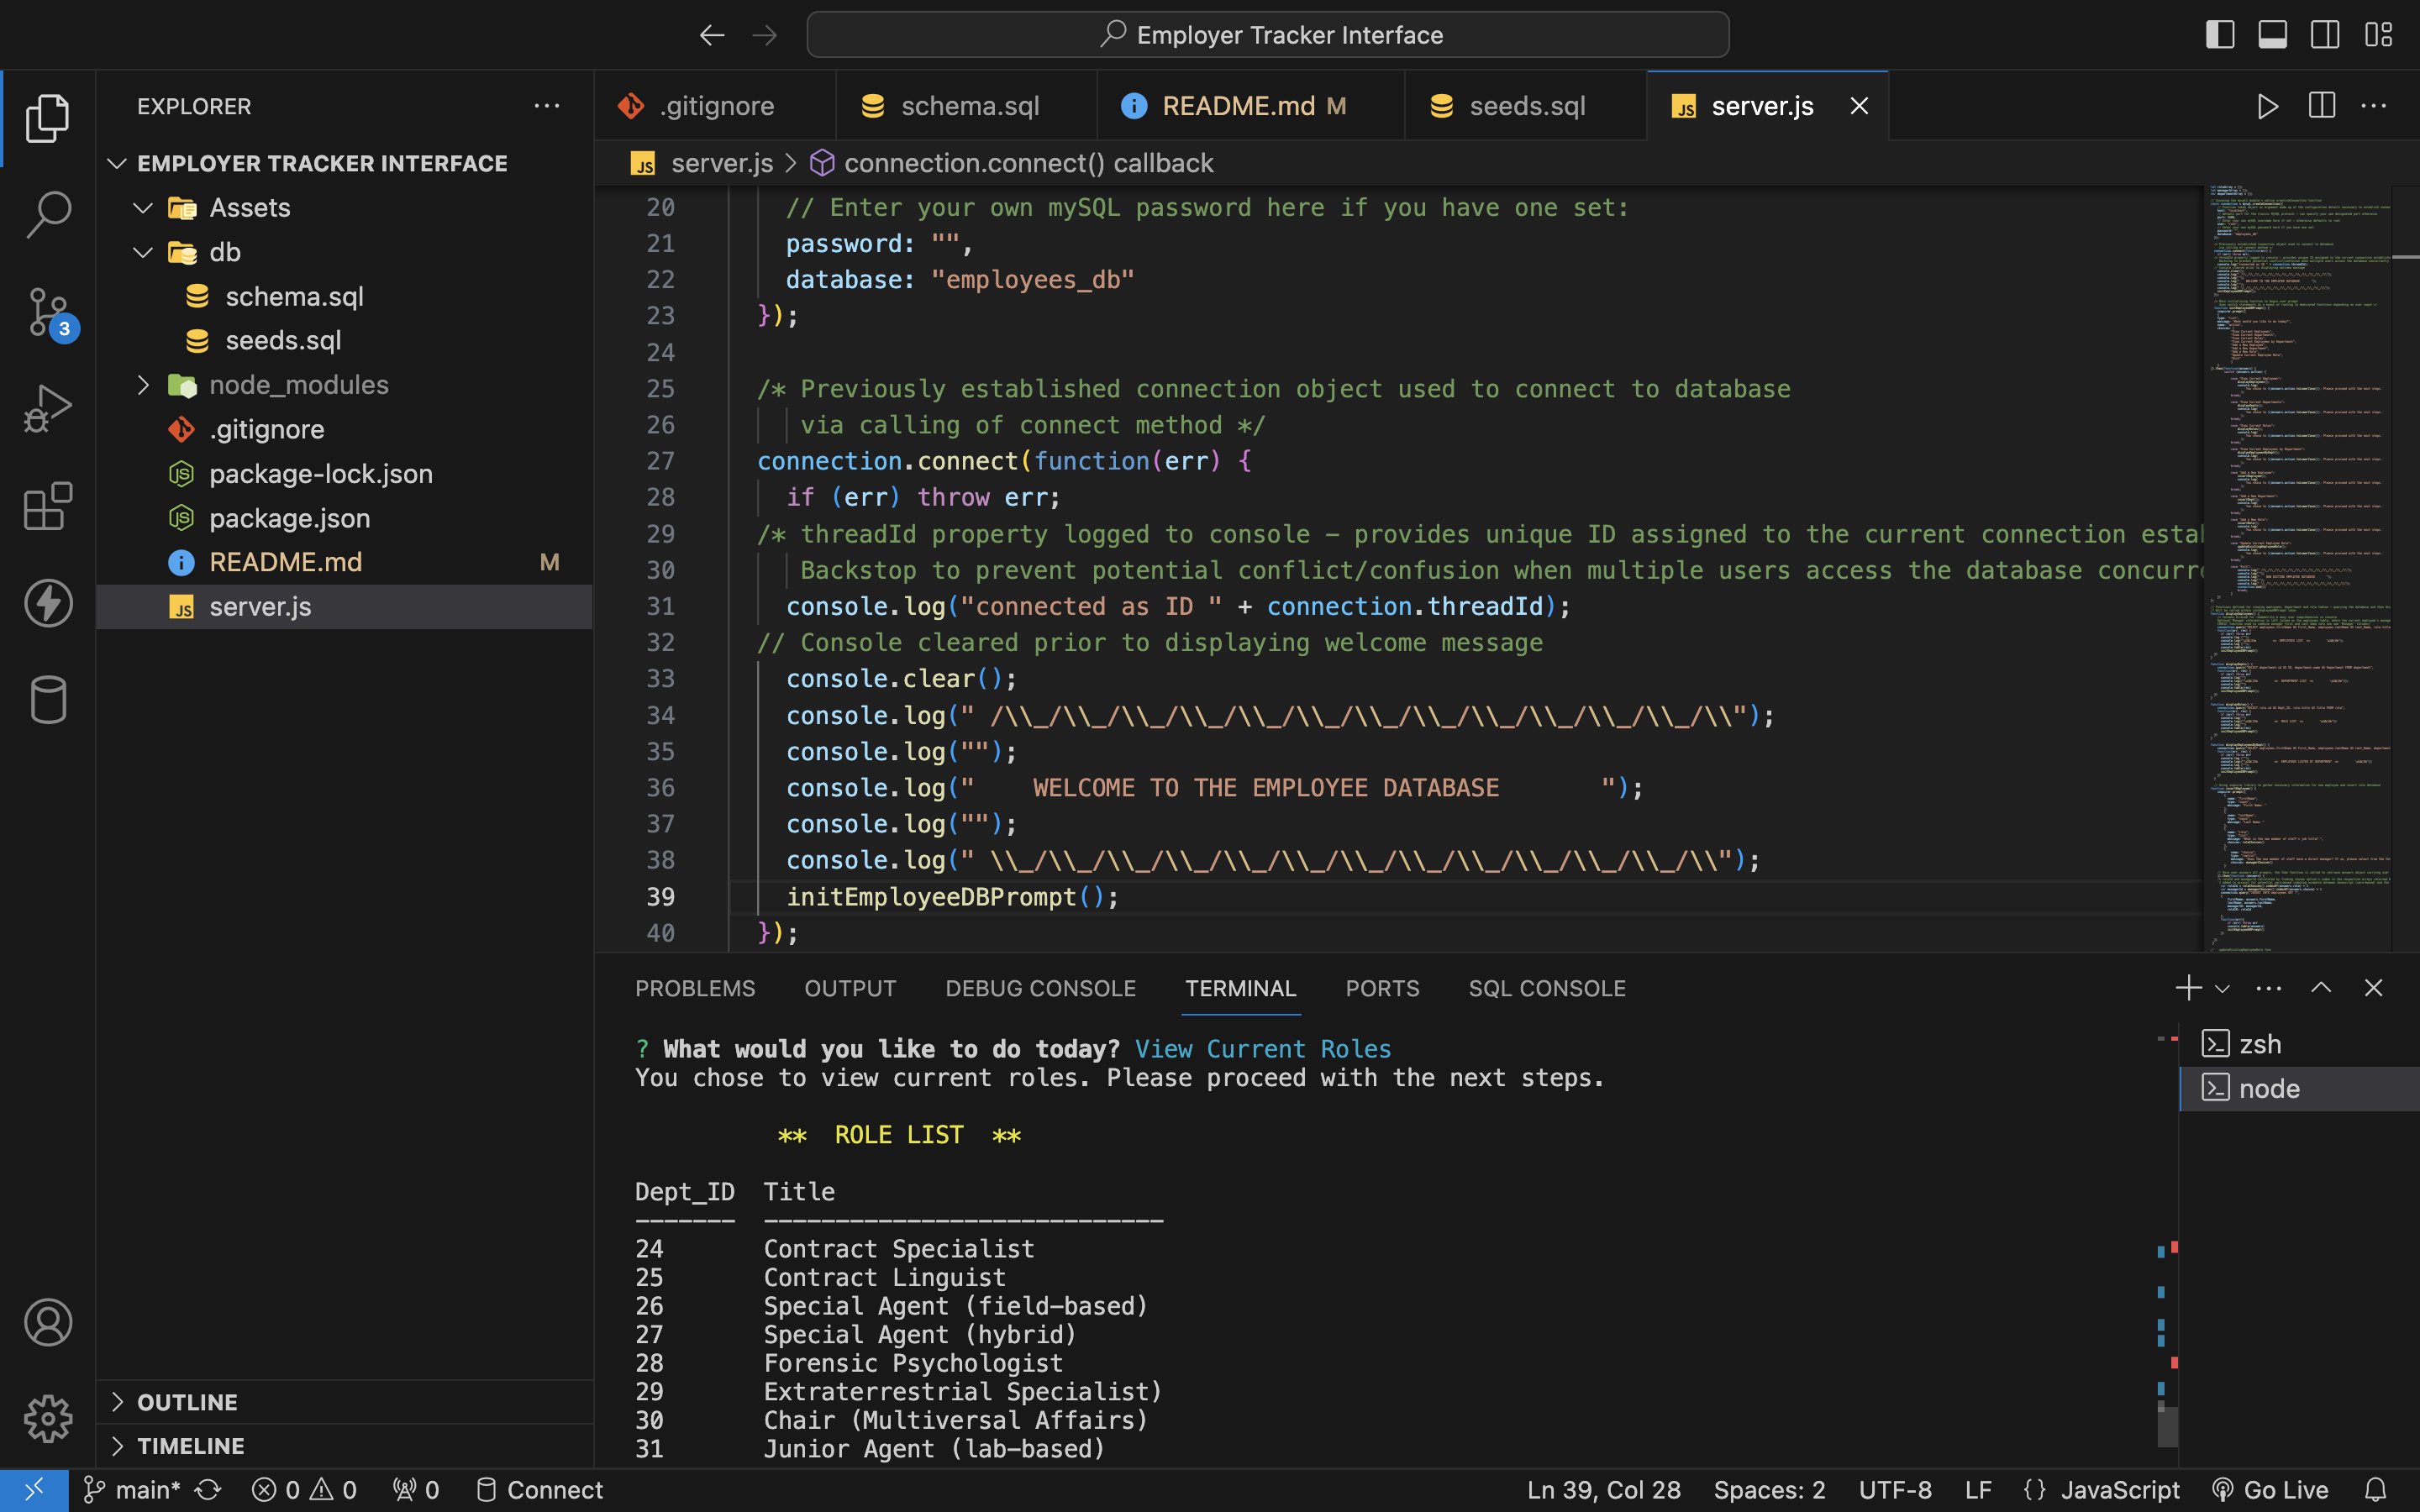 Employer Tracker Interface
EXPLORER
EMPLOYER TRACKER INTERFACE
Assets
db
schema.sql
seeds.sql
node_modules
.gitignore
package-lock.json
package.json
README.md M
server.js
OUTLINE
TIMELINE
3
.gitignore
schema.sql
README.md M
seeds.sql
JS server.js
JS server.js > connection.connect() callback
20 // Enter your own mySQL password here if you have one set:
21 password: "",
22 database: "employees_db"
23 });
24
25 /* Previously established connection object used to connect to database
26 via calling of connect method */
27 connection.connect(function(err) {
28 if (err) throw err;
29 /* threadId property logged to console – provides unique ID assigned to the current connection
30 Backstop to prevent potential conflict/confusion when multiple users access the database
31 console.log("connected as ID " + connection.threadId);
32 // Console cleared prior to displaying welcome message
33 console.clear();
34 console.log(" /\\_/\\_/\\_/\\_/\\_/\\_/\\_/\\_/\\_/\\_/\\_/\\_/\\");
35 console.log("");
36 console.log("    WELCOME TO THE EMPLOYEE DATABASE       ");
37 console.log("");
38 console.log(" \\_/\\_/\\_/\\_/\\_/\\_/\\_/\\_/\\_/\\_/\\_/\\_/\\");
39 initEmployeeDBPrompt();
40 });
PROBLEMS OUTPUT DEBUG CONSOLE TERMINAL PORTS SQL CONSOLE
? What would you like to do today? View Current Roles
You chose to view current roles. Please proceed with the next steps.
** ROLE LIST **
Dept_ID Title
------- ----------------------------
24 Contract Specialist
25 Contract Linguist
26 Special Agent (field-based)
27 Special Agent (hybrid)
28 Forensic Psychologist
29 Extraterrestrial Specialist)
30 Chair (Multiversal Affairs)
31 Junior Agent (lab-based)
zsh
node
main* 0 0 0 Connect Ln 39, Col 28 Spaces: 2 UTF-8 LF {} JavaScript Go Live